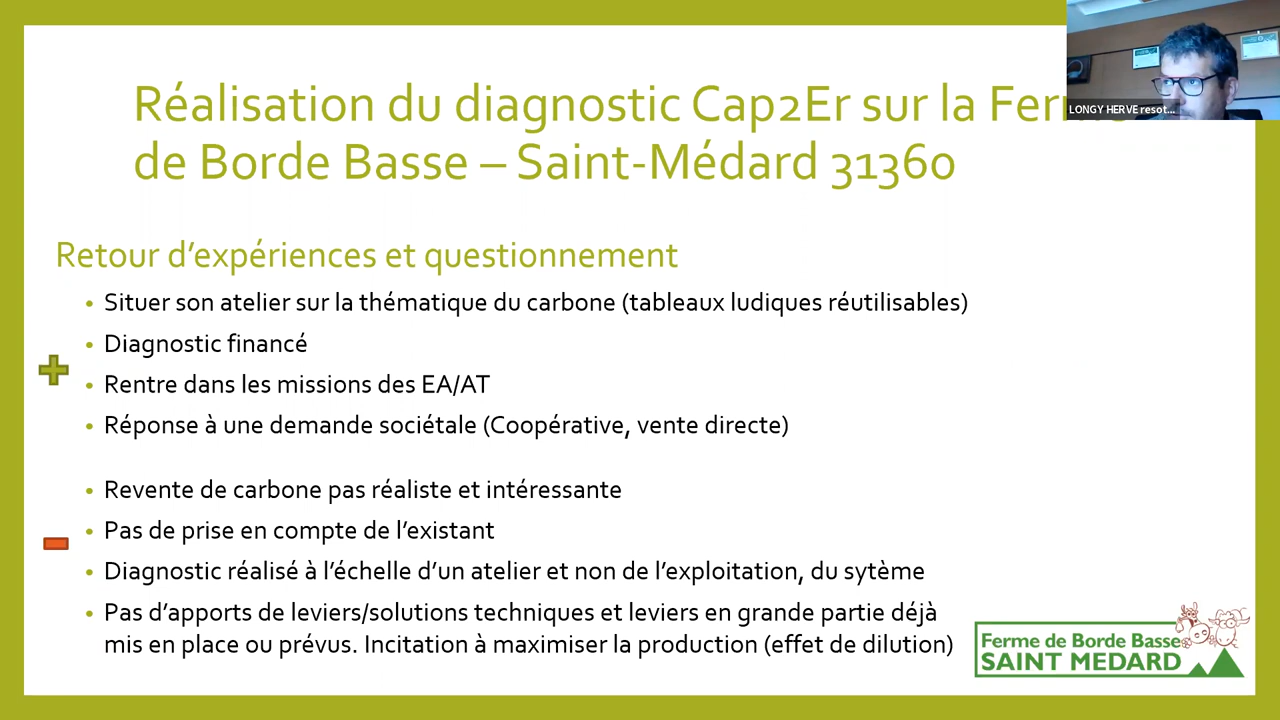 Réalisation du diagnostic Cap2Er sur la Fer
de Borde Basse – Saint-Médard 31360
LONGY HERVE resot...
Retour d'expériences et questionnement
• Situer son atelier sur la thématique du carbone (tableaux ludiques réutilisables)
• Diagnostic financé
• Rentre dans les missions des EA/AT
• Réponse à une demande sociétale (Coopérative, vente directe)
• Revente de carbone pas réaliste et intéressante
• Pas de prise en compte de l'existant
• Diagnostic réalisé à l'échelle d'un atelier et non de l'exploitation, du sytème
• Pas d'apports de leviers/solutions techniques et leviers en grande partie déjà
mis en place ou prévus. Incitation à maximiser la production (effet de dilution)
Ferme de Borde Basse
SAINT MEDARD